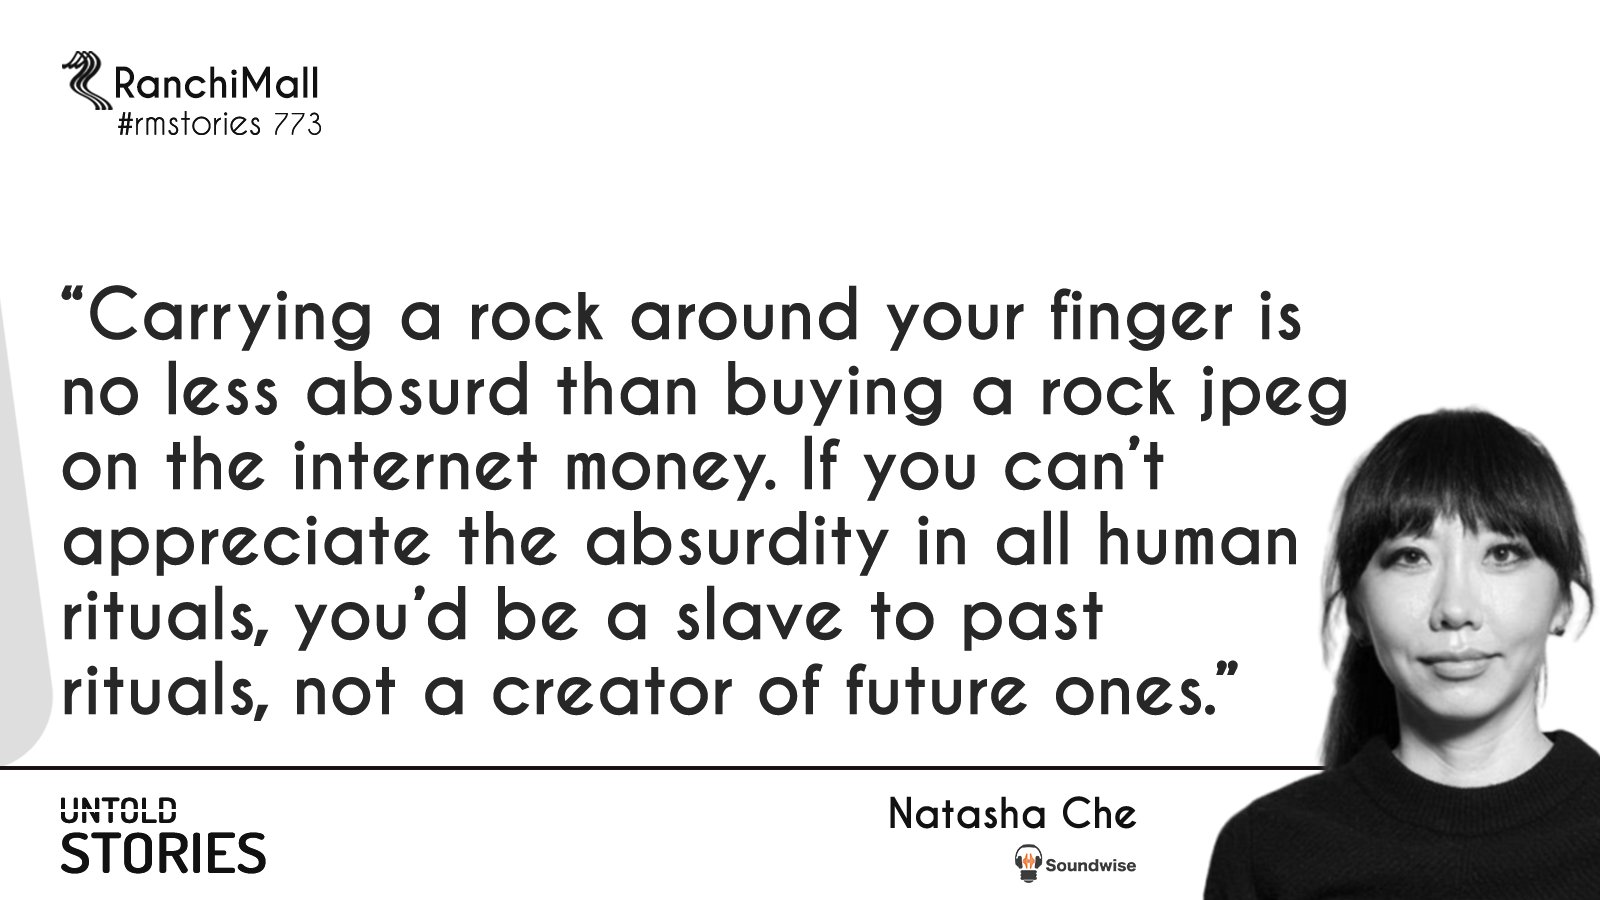 RanchiMall
#rmstories 773
“Carrying a rock around your finger is
no less absurd than buying a rock jpeg
on the internet money. If you can’t
appreciate the absurdity in all human
rituals, you’d be a slave to past
rituals, not a creator of future ones.”
UNTOLD
STORIES
Natasha Che
Soundwise